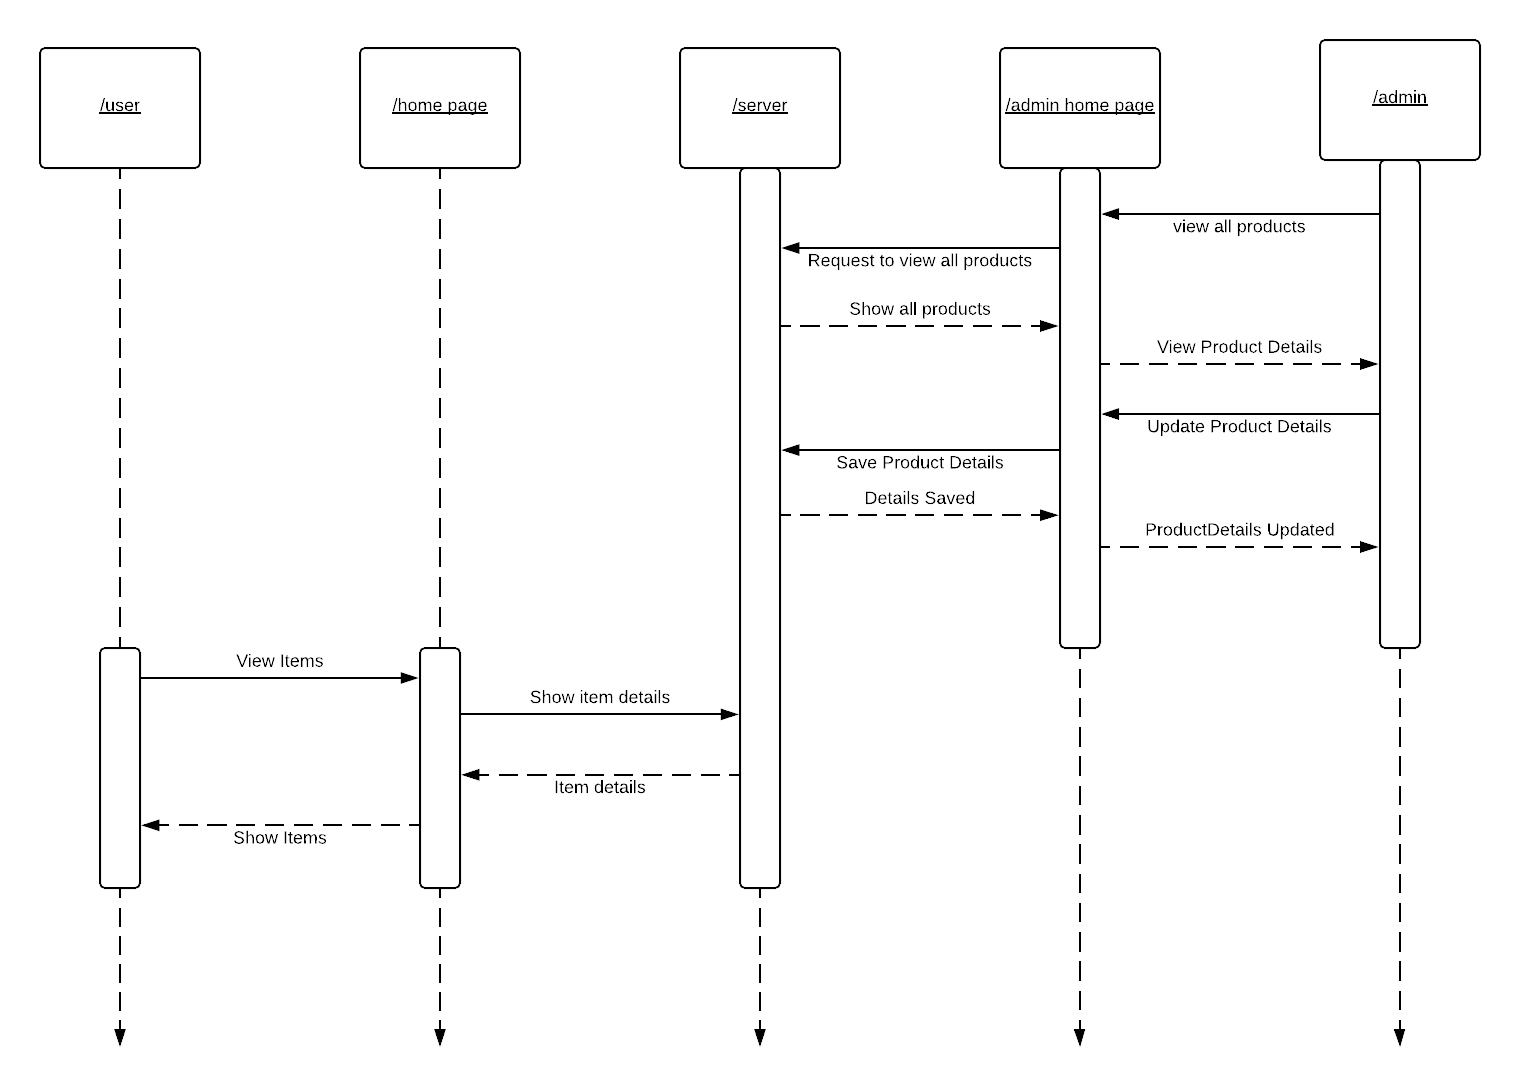 /user
/home page
/server
/admin home page
/admin
view all products
Request to view all products
Show all products
View Product Details
Update Product Details
Save Product Details
Details Saved
ProductDetails Updated
View Items
Show item details
Item details
Show Items